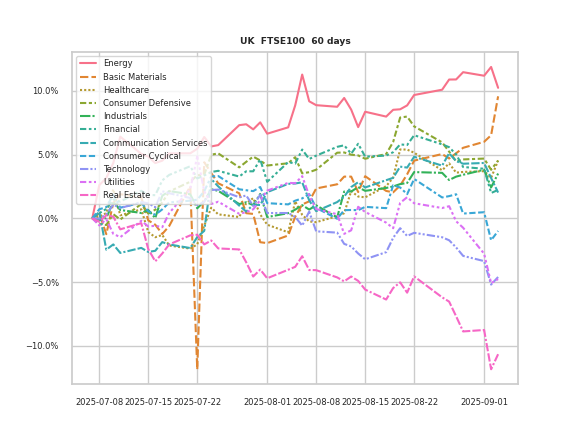 UK  FTSE100  60 days
Energy
Basic Materials
Healthcare
Consumer Defensive
Industrials
Financial
Communication Services
Consumer Cyclical
Technology
Utilities
Real Estate
10.0%
5.0%
0.0%
−5.0%
−10.0%
2025-07-08 2025-07-15 2025-07-22 2025-08-01 2025-08-08 2025-08-15 2025-08-22 2025-09-01